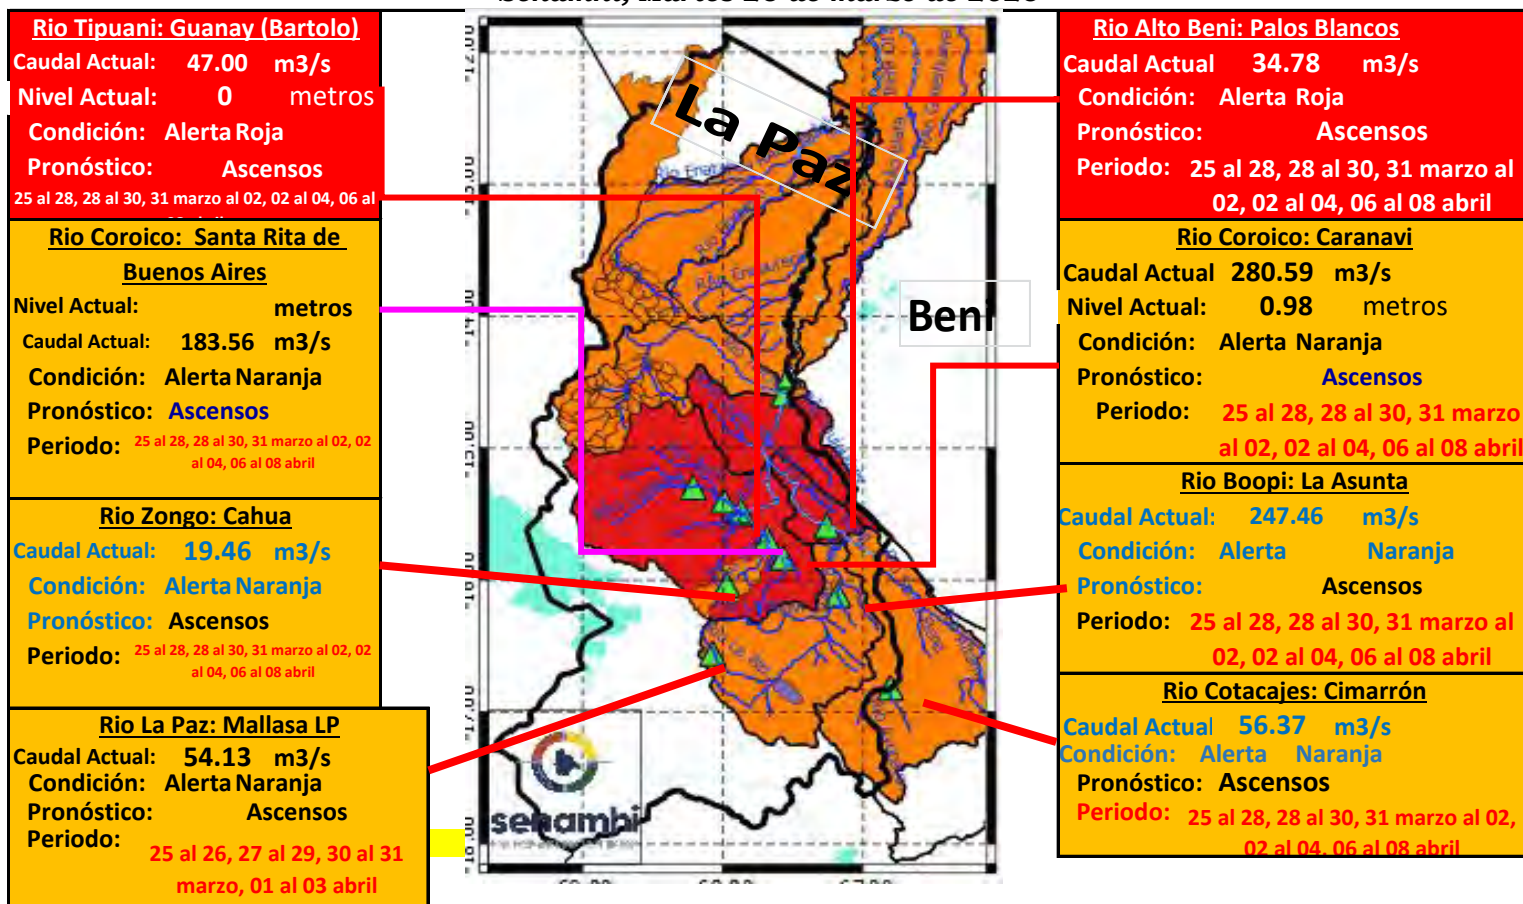 Rio Tipuani: Guanay (Bartolo)
Caudal Actual: 47.00 m3/s
Nivel Actual: 0 metros
Condición: Alerta Roja
Pronóstico: Ascensos
25 al 28, 28 al 30, 31 marzo al 02, 02 al 04, 06 al
Rio Coroico: Santa Rita de
Buenos Aires
Nivel Actual: metros
Caudal Actual: 183.56 m3/s
Condición: Alerta Naranja
Pronóstico: Ascensos
Periodo: 25 al 28, 28 al 30, 31 marzo al 02, 02
al 04, 06 al 08 abril
Rio Zongo: Cahua
Caudal Actual: 19.46 m3/s
Condición: Alerta Naranja
Pronóstico: Ascensos
Periodo: 25 al 28, 28 al 30, 31 marzo al 02, 02
al 04, 06 al 08 abril
Rio La Paz: Mallasa LP
Caudal Actual: 54.13 m3/s
Condición: Alerta Naranja
Pronóstico: Ascensos
Periodo: 25 al 26, 27 al 29, 30 al 31
marzo, 01 al 03 abril
La Paz
Beni
senamhi
Rio Alto Beni: Palos Blancos
Caudal Actual 34.78 m3/s
Condición: Alerta Roja
Pronóstico: Ascensos
Periodo: 25 al 28, 28 al 30, 31 marzo al
02, 02 al 04, 06 al 08 abril
Rio Coroico: Caranavi
Caudal Actual 280.59 m3/s
Nivel Actual: 0.98 metros
Condición: Alerta Naranja
Pronóstico: Ascensos
Periodo: 25 al 28, 28 al 30, 31 marzo
al 02, 02 al 04, 06 al 08 abril
Rio Boopi: La Asunta
Caudal Actual: 247.46 m3/s
Condición: Alerta Naranja
Pronóstico: Ascensos
Periodo: 25 al 28, 28 al 30, 31 marzo al
02, 02 al 04, 06 al 08 abril
Rio Cotacajes: Cimarrón
Caudal Actual 56.37 m3/s
Condición: Alerta Naranja
Pronóstico: Ascensos
Periodo: 25 al 28, 28 al 30, 31 marzo al 02,
02 al 04, 06 al 08 abril